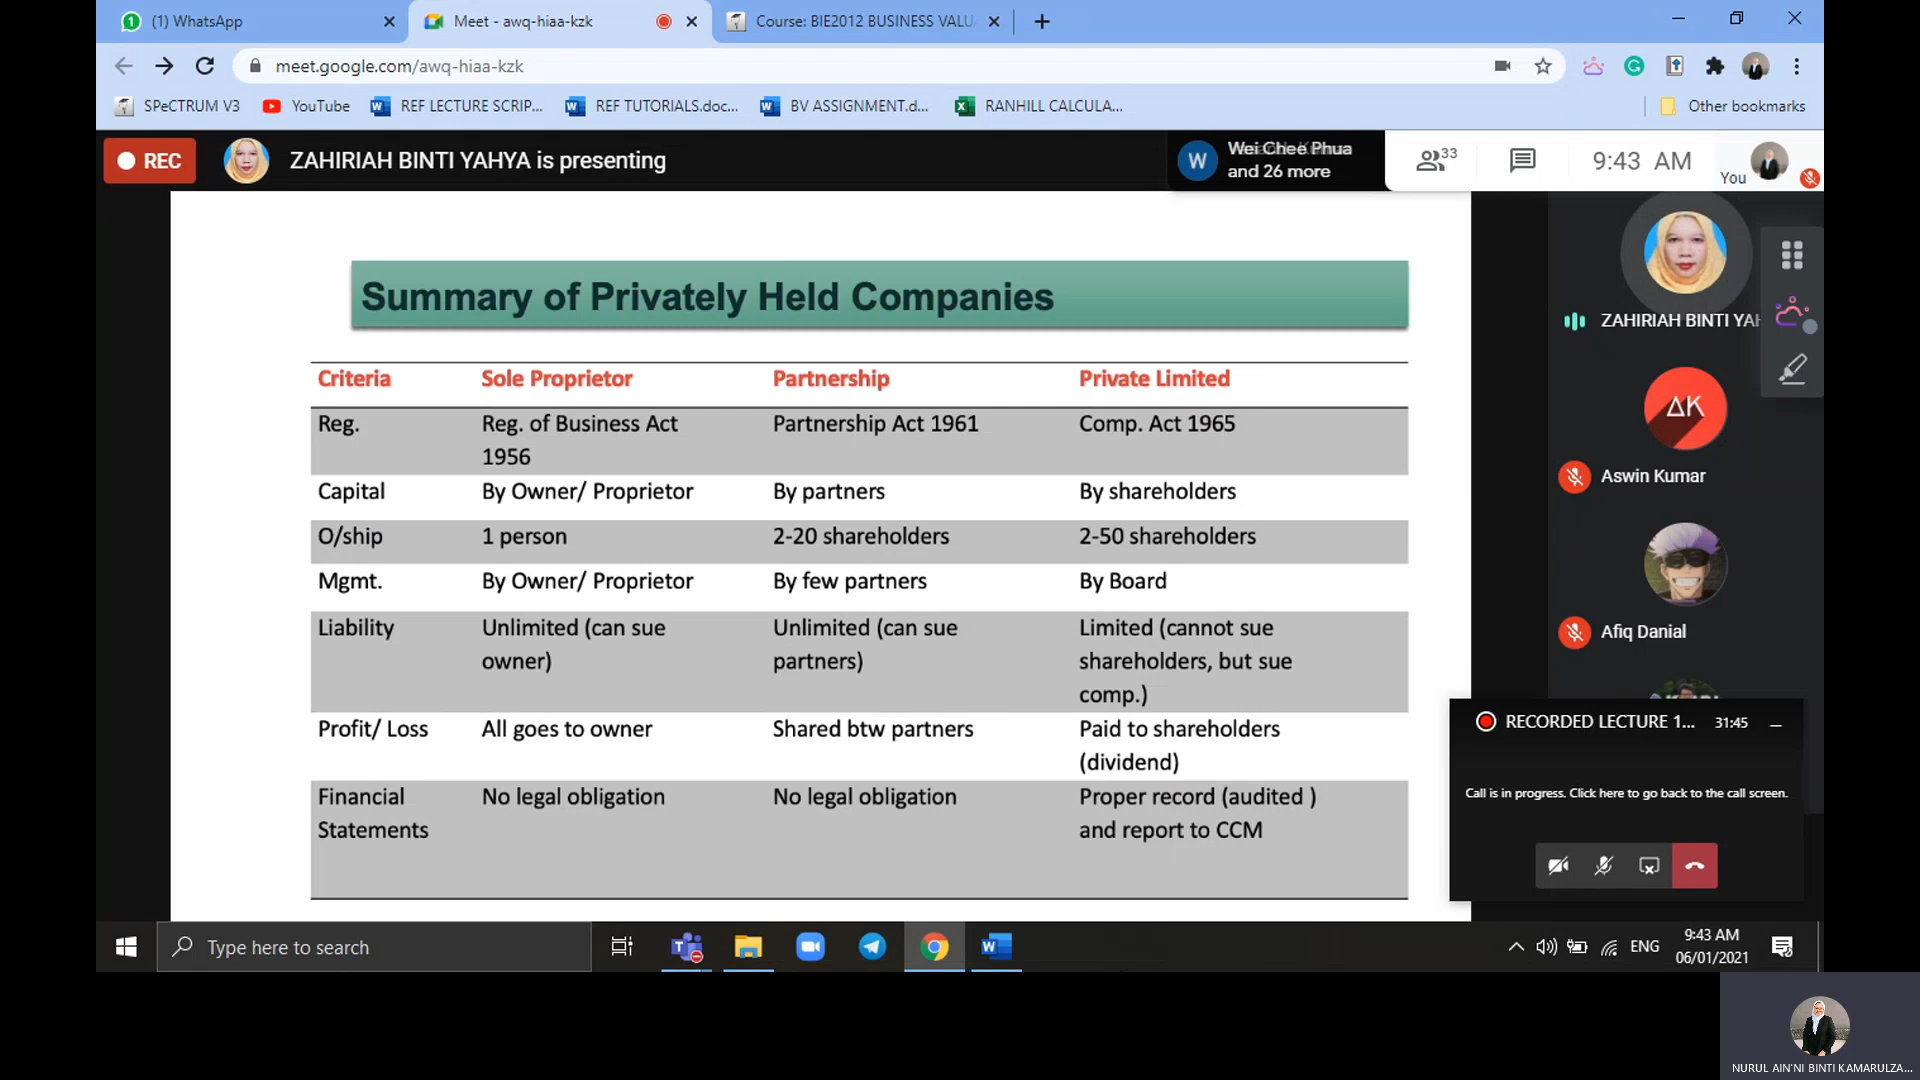 (1) WhatsApp
Meet - awq-hiaa-kzk
Course: BIE2012 BUSINESS VALU
meet.google.com/awq-hiaa-kzk
SPeCTRUM V3
YouTube
REF LECTURE SCRIP...
REF TUTORIALS.doc...
BV ASSIGNMENT.d...
RANHILL CALCULA...
Other bookmarks
REC
ZAHIRIAH BINTI YAHYA is presenting
W
Wei Chee Phua
and 26 more
33
9:43 AM
You
Summary of Privately Held Companies
Criteria Sole Proprietor Partnership Private Limited
Reg. Reg. of Business Act Partnership Act 1961 Comp. Act 1965
1956
Capital By Owner/ Proprietor By partners By shareholders
O/ship 1 person 2-20 shareholders 2-50 shareholders
Mgmt. By Owner/ Proprietor By few partners By Board
Liability Unlimited (can sue Unlimited (can sue Limited (cannot sue
owner) partners) shareholders, but sue
comp.)
Profit/ Loss All goes to owner Shared btw partners Paid to shareholders
(dividend)
Financial No legal obligation No legal obligation Proper record (audited )
Statements and report to CCM
ZAHIRIAH BINTI YAH
AK
Aswin Kumar
Afiq Danial
RECORDED LECTURE 1... 31:45
Call is in progress. Click here to go back to the call screen.
Type here to search
ENG
9:43 AM
06/01/2021
NURUL AIN'NI BINTI KAMARULZA...